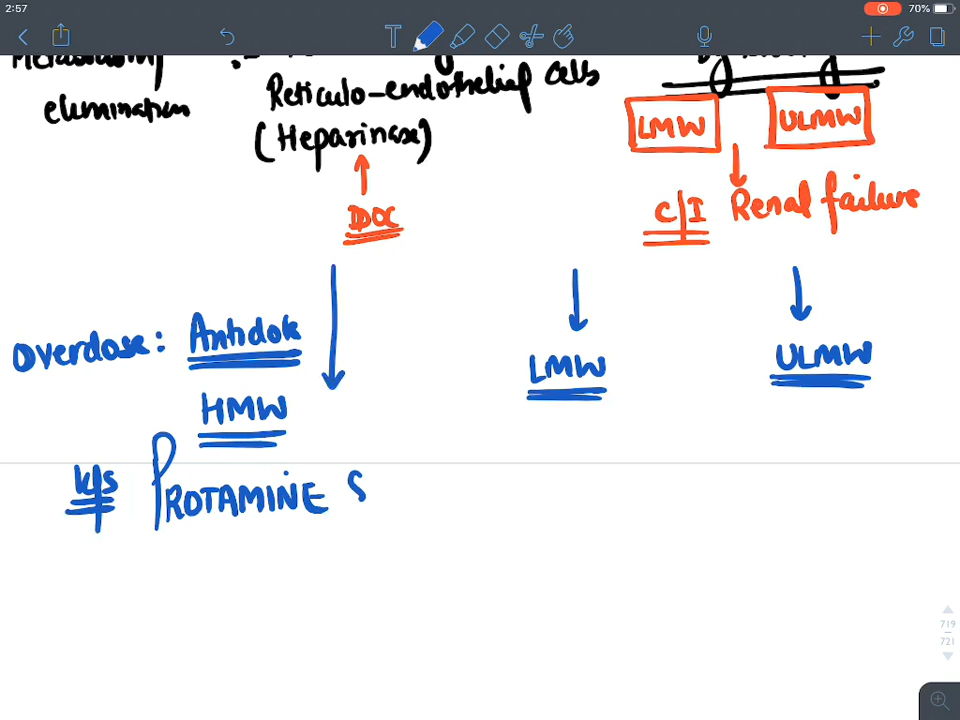 2:57
70%
T
elimination
Reticulo-endothelial cells
(Heparinase)
DOC
LMW
ULMW
C/I Renal failure
Overdose: Antidote
HMW
LMW
ULMW
k/s PROTAMINE S
719
721